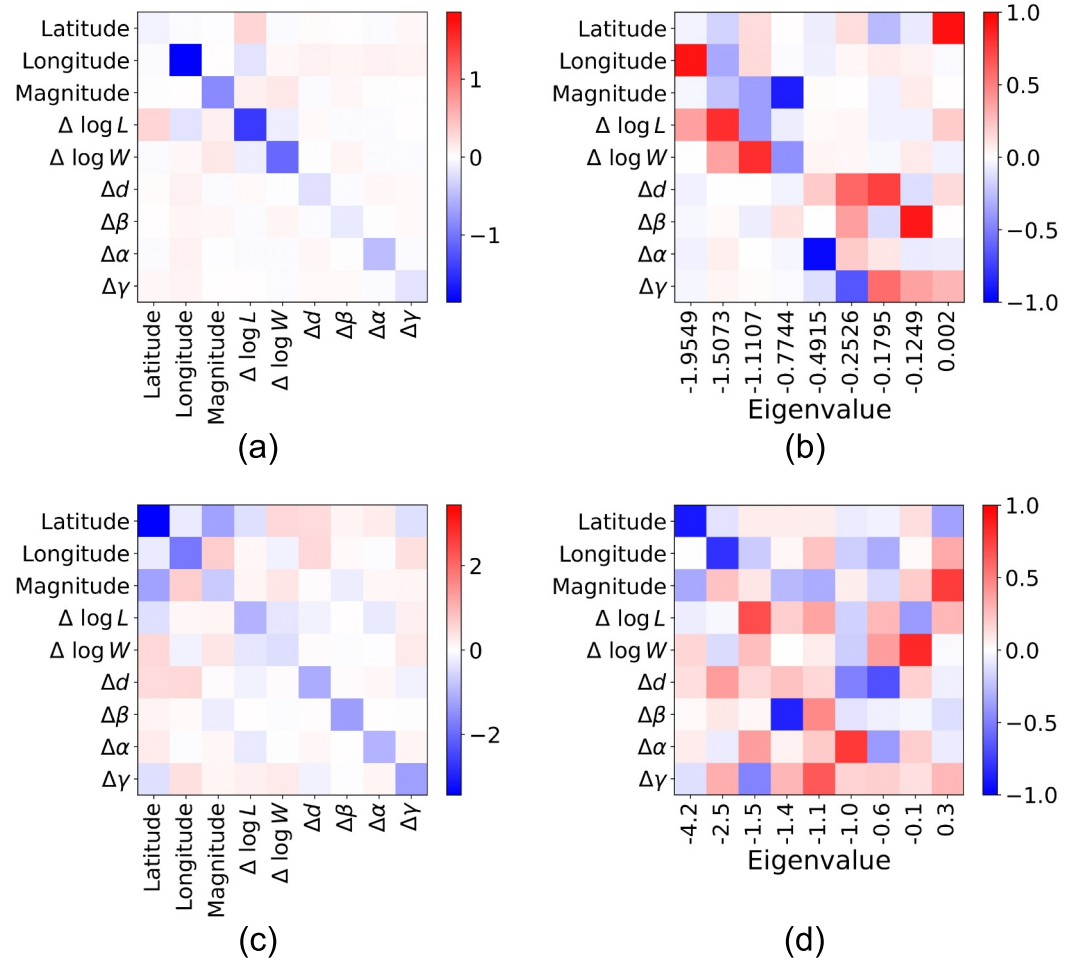 Latitude
Longitude
Magnitude
Δ log L
Δ log W
Δd
Δβ
Δα
Δγ
Latitude
Longitude
Magnitude
Δ log L
Δ log W
Δd
Δβ
Δα
Δγ
1
0
−1
(a)
Latitude
Longitude
Magnitude
Δ log L
Δ log W
Δd
Δβ
Δα
Δγ
-1.9549
-1.5073
-1.1107
-0.7744
-0.4915
-0.2526
-0.1795
-0.1249
0.002
Eigenvalue
1.0
0.5
0.0
−0.5
−1.0
(b)
Latitude
Longitude
Magnitude
Δ log L
Δ log W
Δd
Δβ
Δα
Δγ
Latitude
Longitude
Magnitude
Δ log L
Δ log W
Δd
Δβ
Δα
Δγ
2
0
−2
(c)
Latitude
Longitude
Magnitude
Δ log L
Δ log W
Δd
Δβ
Δα
Δγ
-4.2
-2.5
-1.5
-1.4
-1.1
-1.0
-0.6
-0.1
0.3
Eigenvalue
1.0
0.5
0.0
−0.5
−1.0
(d)